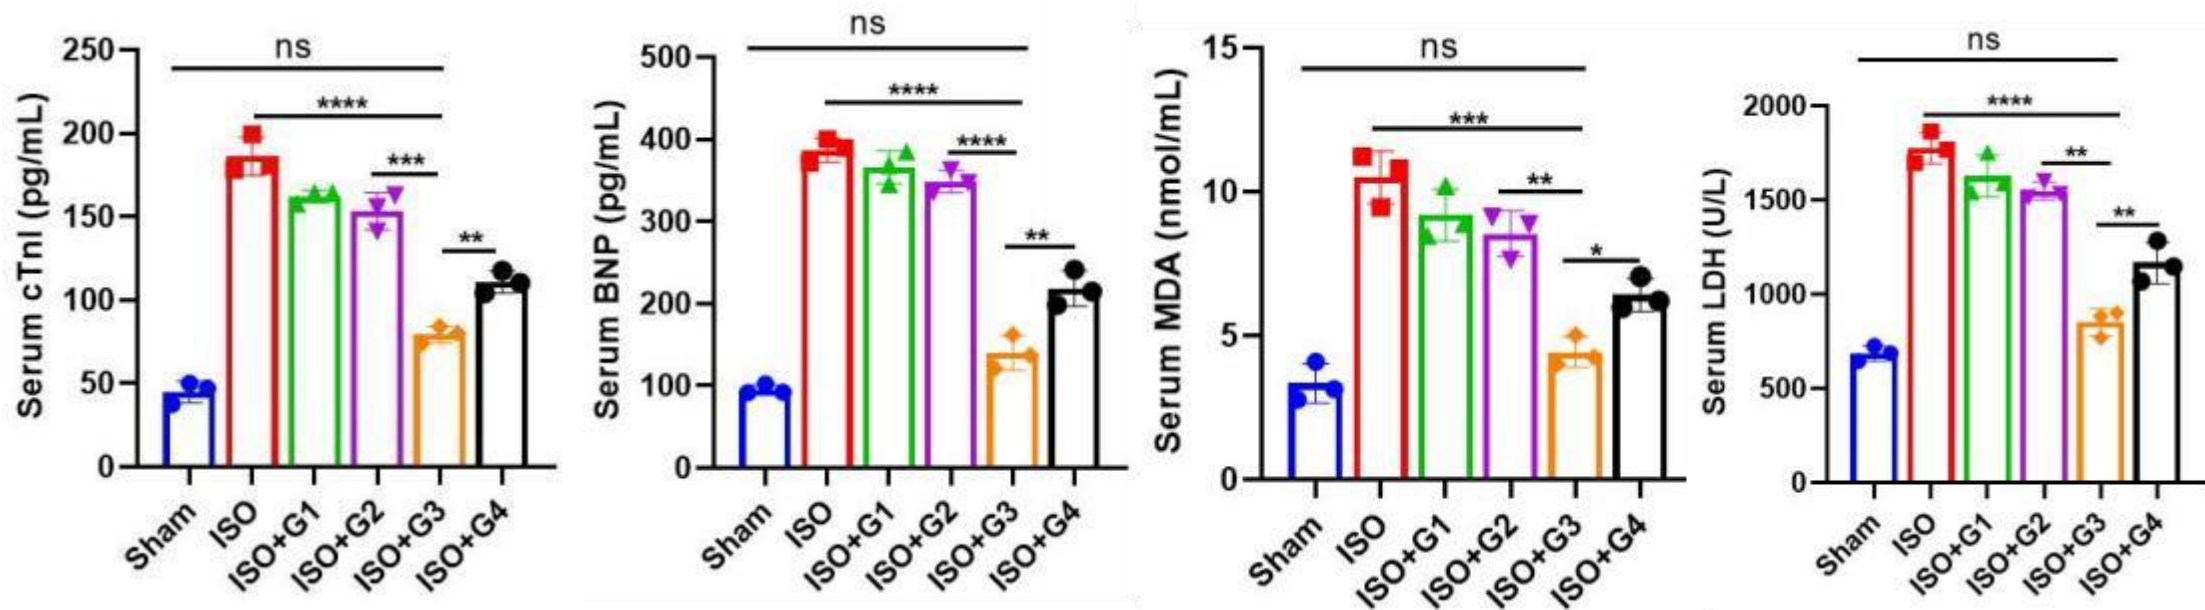 Serum cTnI (pg/mL)
250
200
150
100
50
0
ns
****
***
**
Sham
ISO
ISO+G1
ISO+G2
ISO+G3
ISO+G4
Serum BNP (pg/mL)
500
400
300
200
100
0
ns
****
****
**
Sham
ISO
ISO+G1
ISO+G2
ISO+G3
ISO+G4
Serum MDA (nmol/mL)
15
10
5
0
ns
***
**
*
Sham
ISO
ISO+G1
ISO+G2
ISO+G3
ISO+G4
Serum LDH (U/L)
2000
1500
1000
500
0
ns
****
**
**
Sham
ISO
ISO+G1
ISO+G2
ISO+G3
ISO+G4